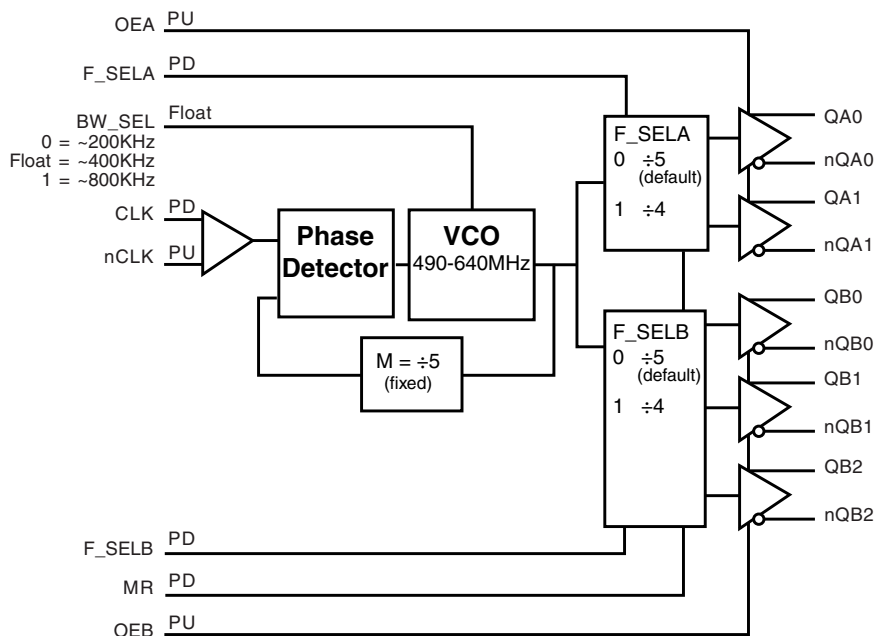 OEA PU
F_SELA PD
BW_SEL Float
0 = ~200KHz
Float = ~400KHz
1 = ~800KHz
CLK PD
nCLK PU
Phase
Detector
VCO
490-640MHz
M = ÷5
(fixed)
F_SELA
0 ÷5
(default)
1 ÷4
F_SELB
0 ÷5
(default)
1 ÷4
QA0
nQA0
QA1
nQA1
QB0
nQB0
QB1
nQB1
QB2
nQB2
F_SELB PD
MR PD
OEB PU